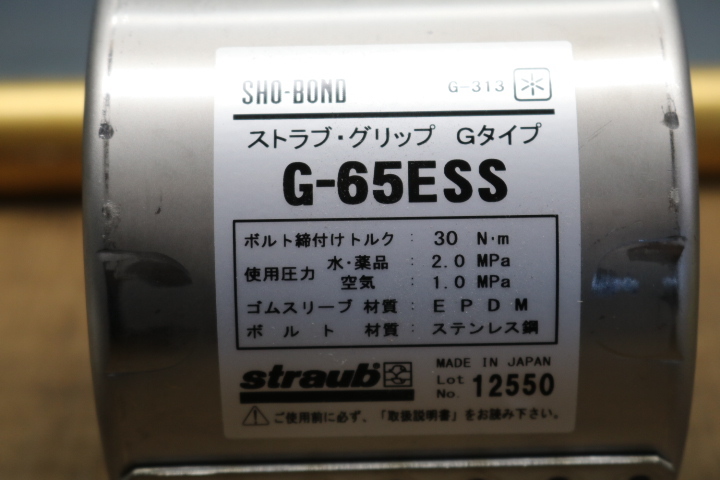 SHO-BOND G-313
ストラブ・グリップ Gタイプ
G-65ESS
ボルト締付けトルク : 30 N·m
使用圧力 水・薬品 : 2.0 MPa
空気 : 1.0 MPa
ゴムスリーブ 材質 : EPDM
ボルト 材質 : ステンレス鋼
straub MADE IN JAPAN
Lot No. 12550
ご使用前に必ず、「取扱説明書」をお読み下さい。